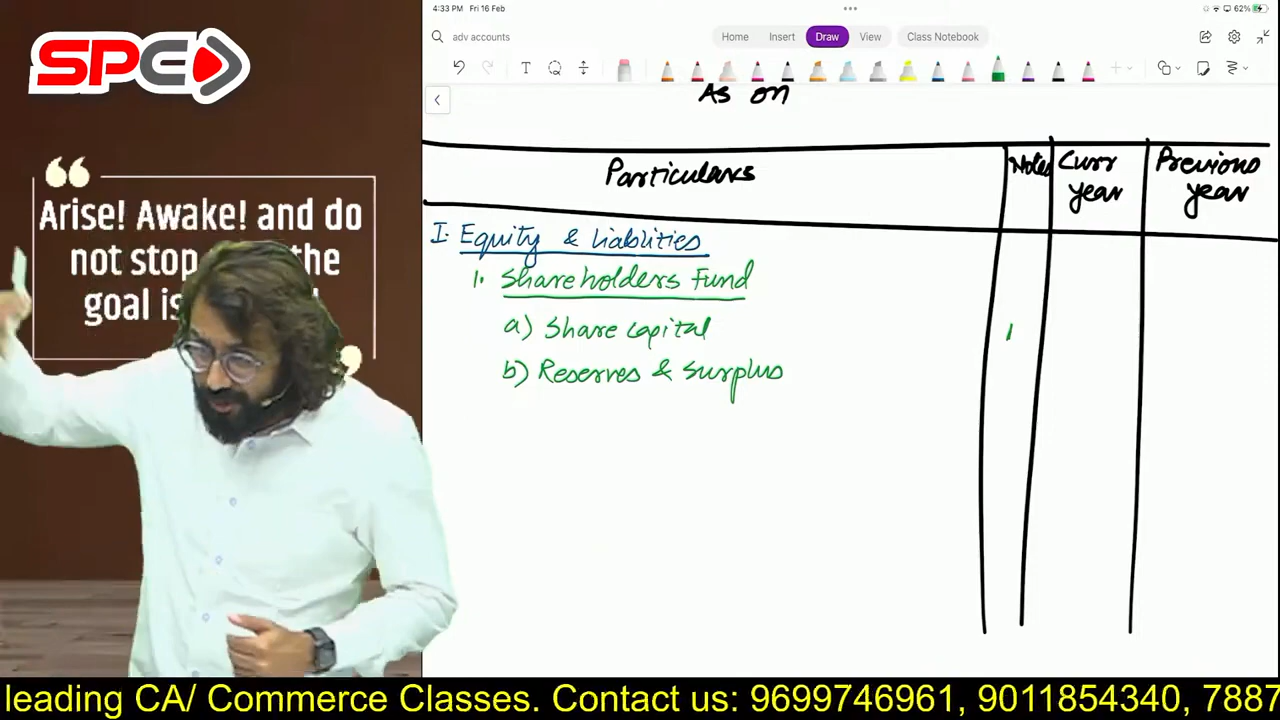 4:33 PM Fri 16 Feb
62%
SPE
adv accounts
Home Insert Draw View Class Notebook
As on
Particulars Notes Curr year Previous year
Arise! Awake! and do
not stop the
goal is
I. Equity & Liablities
1. Shareholders Fund
a) Share capital 1
b) Reserves & surplus
leading CA/ Commerce Classes. Contact us: 9699746961, 9011854340, 7887